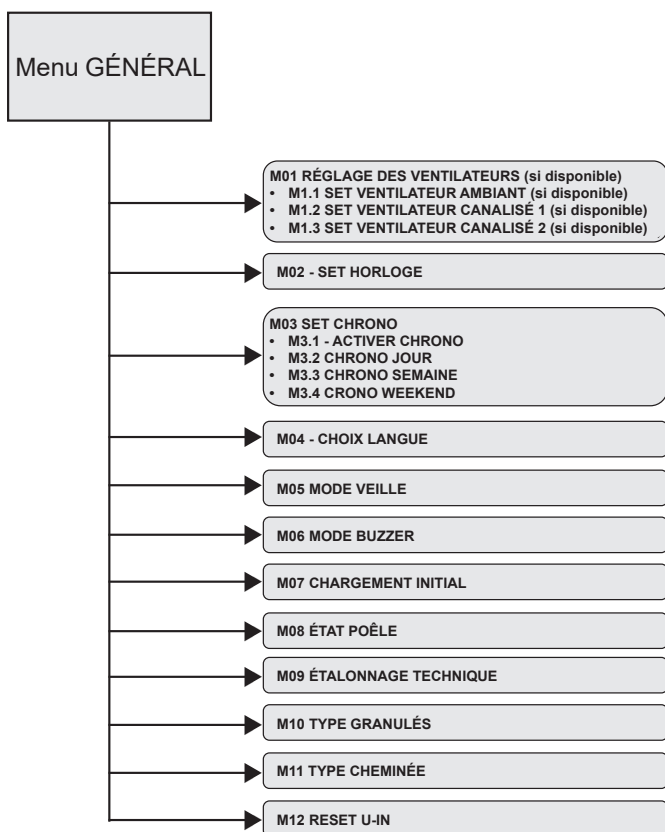 Menu GÉNÉRAL
M01 RÉGLAGE DES VENTILATEURS (si disponible)
• M1.1 SET VENTILATEUR AMBIANT (si disponible)
• M1.2 SET VENTILATEUR CANALISÉ 1 (si disponible)
• M1.3 SET VENTILATEUR CANALISÉ 2 (si disponible)
M02 - SET HORLOGE
M03 SET CHRONO
• M3.1 - ACTIVER CHRONO
• M3.2 CHRONO JOUR
• M3.3 CHRONO SEMAINE
• M3.4 CRONO WEEKEND
M04 - CHOIX LANGUE
M05 MODE VEILLE
M06 MODE BUZZER
M07 CHARGEMENT INITIAL
M08 ÉTAT POÊLE
M09 ÉTALONNAGE TECHNIQUE
M10 TYPE GRANULÉS
M11 TYPE CHEMINÉE
M12 RESET U-IN